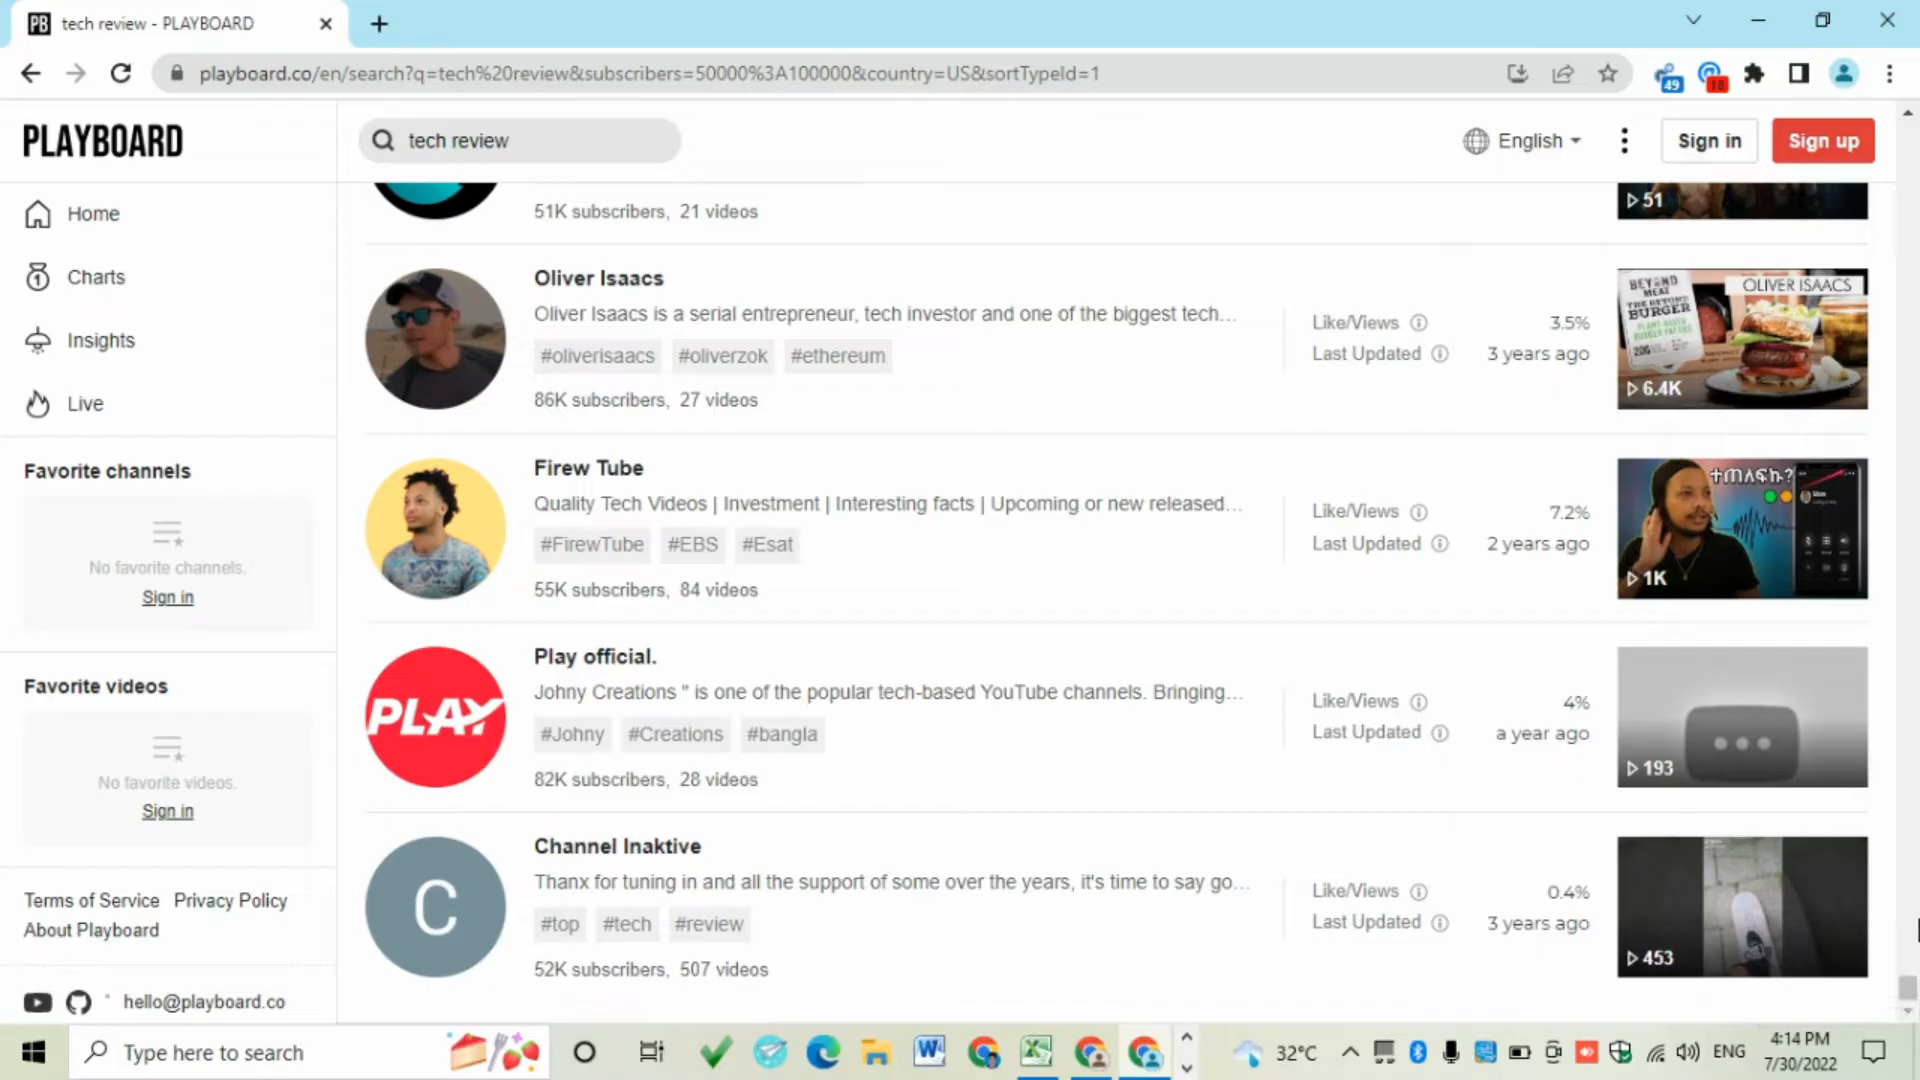 PB tech review - PLAYBOARD
playboard.co/en/search?q=tech%20review&subscribers=50000%3A100000&country=US&sortTypeId=1
49
18
PLAYBOARD
tech review
English
Sign in
Sign up
Home
Charts
Insights
Live
Favorite channels
No favorite channels.
Sign in
Favorite videos
No favorite videos.
Sign in
Terms of Service Privacy Policy
About Playboard
hello@playboard.co
51K subscribers, 21 videos
51
Oliver Isaacs
Oliver Isaacs is a serial entrepreneur, tech investor and one of the biggest tech...
#oliverisaacs #oliverzok #ethereum
86K subscribers, 27 videos
Like/Views 3.5%
Last Updated 3 years ago
BEYOND
MEAT
THE BEYOND
BURGER
OLIVER ISAACS
6.4K
Firew Tube
Quality Tech Videos | Investment | Interesting facts | Upcoming or new released...
#FirewTube #EBS #Esat
55K subscribers, 84 videos
Like/Views 7.2%
Last Updated 2 years ago
1K
Play official.
Johny Creations " is one of the popular tech-based YouTube channels. Bringing...
#Johny #Creations #bangla
82K subscribers, 28 videos
PLAY
Like/Views 4%
Last Updated a year ago
193
Channel Inaktive
Thanx for tuning in and all the support of some over the years, it's time to say go...
#top #tech #review
52K subscribers, 507 videos
C
Like/Views 0.4%
Last Updated 3 years ago
453
Type here to search
32°C
ENG
4:14 PM
7/30/2022